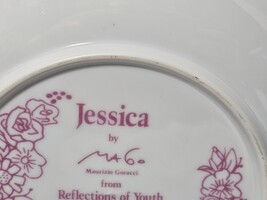 Jessica
by
MAGO
Maurizio Goracci
from
Reflections of Youth